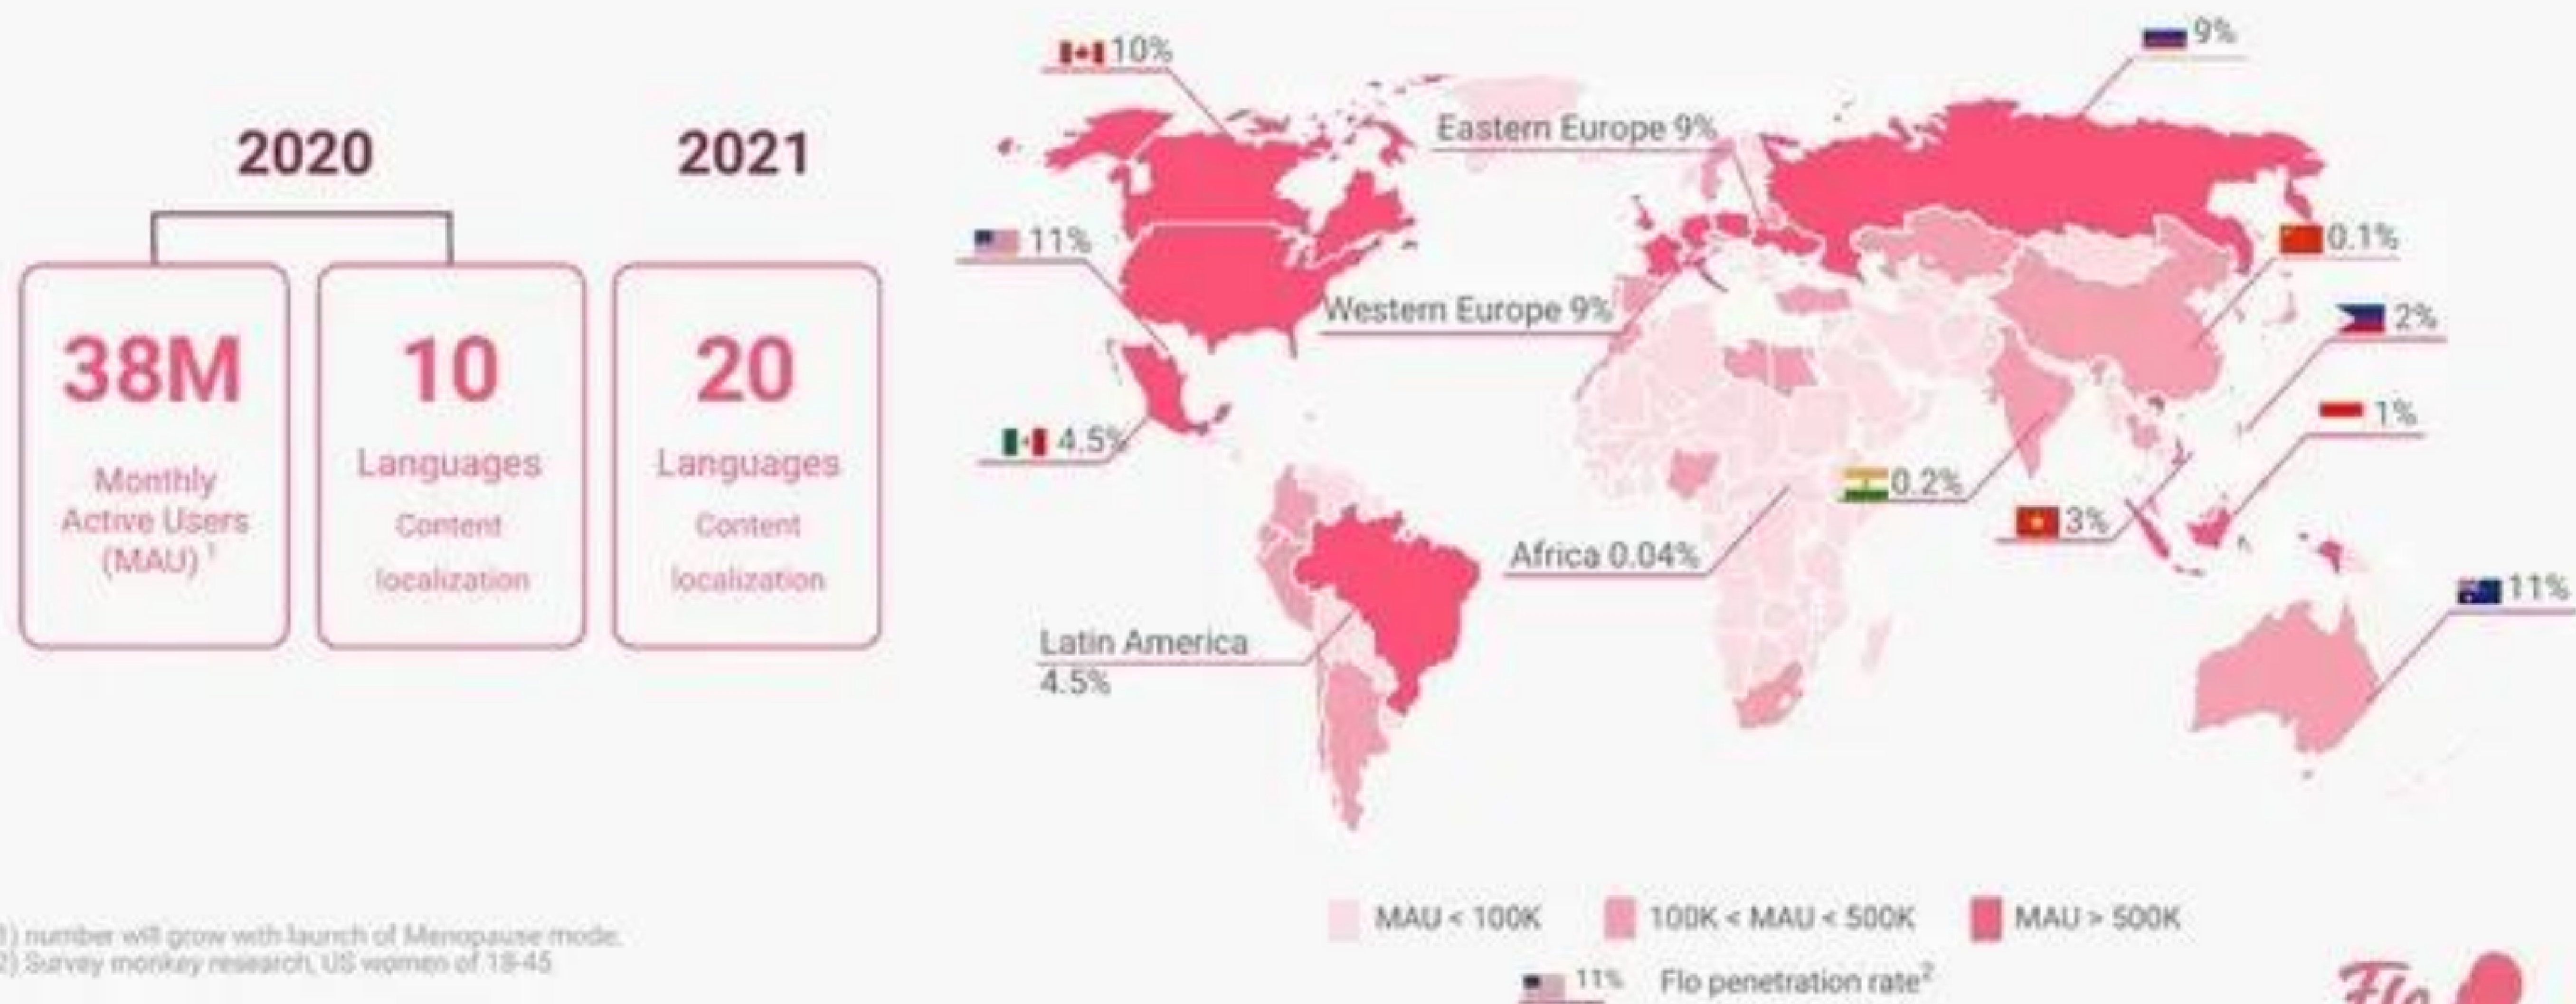 2020
2021
38M
Monthly
Active Users
(MAU) 1
10
Languages
Content
localization
20
Languages
Content
localization
10%
9%
Eastern Europe 9%
11%
0.1%
Western Europe 9%
2%
1%
4.5%
0.2%
3%
Africa 0.04%
11%
Latin America
4.5%
MAU < 100K
100K < MAU < 500K
MAU > 500K
11% Flo penetration rate2
1) number will grow with launch of Menopause mode;
2) Survey monkey research, US women of 18-45
Flo